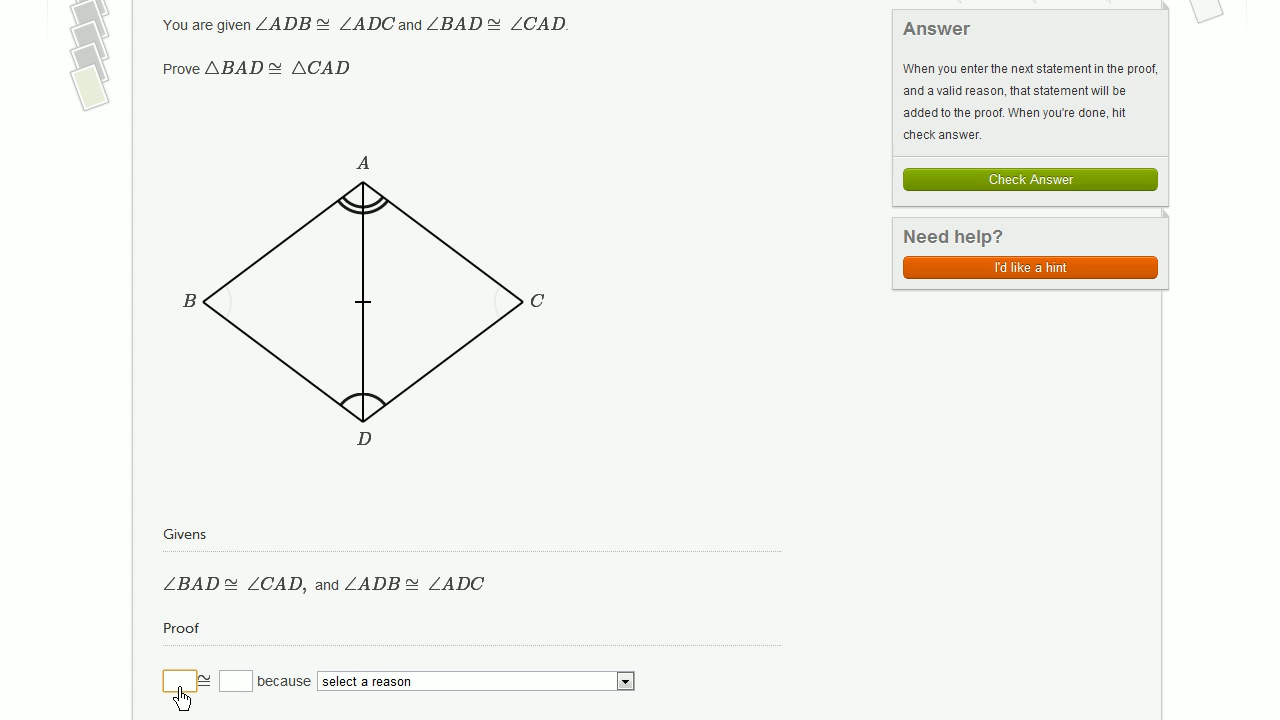 You are given ∠ADB ≅ ∠ADC and ∠BAD ≅ ∠CAD.
Prove △BAD ≅ △CAD
A
B
C
D
Givens
∠BAD ≅ ∠CAD, and ∠ADB ≅ ∠ADC
Proof
≅ because select a reason
Answer
When you enter the next statement in the proof,
and a valid reason, that statement will be
added to the proof. When you're done, hit
check answer.
Check Answer
Need help?
I'd like a hint